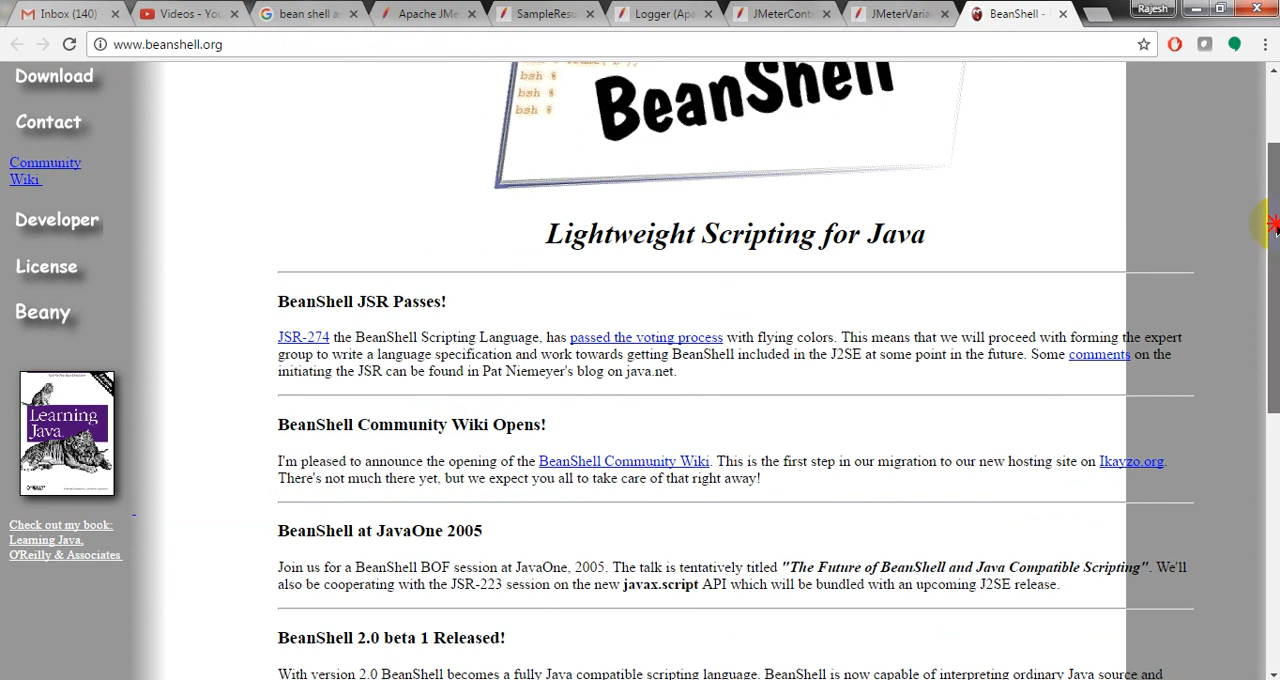 Inbox (140)
Videos - You
bean shell a
Apache JMe
SampleResu
Logger (Apa
JMeterCont
JMeterVaria
BeanShell -
Rajesh
www.beanshell.org
Download
Contact
Community
Wiki
Developer
License
Beany
Learning
Java
Check out my book:
Learning Java,
O'Reilly & Associates
bsh %
bsh %
bsh %
BeanShell
Lightweight Scripting for Java
BeanShell JSR Passes!
JSR-274 the BeanShell Scripting Language, has passed the voting process with flying colors. This means that we will proceed with forming the expert
group to write a language specification and work towards getting BeanShell included in the J2SE at some point in the future. Some comments on the
initiating the JSR can be found in Pat Niemeyer's blog on java.net.
BeanShell Community Wiki Opens!
I'm pleased to announce the opening of the BeanShell Community Wiki. This is the first step in our migration to our new hosting site on Ikayzo.org.
There's not much there yet, but we expect you all to take care of that right away!
BeanShell at JavaOne 2005
Join us for a BeanShell BOF session at JavaOne, 2005. The talk is tentatively titled "The Future of BeanShell and Java Compatible Scripting". We'll
also be cooperating with the JSR-223 session on the new javax.script API which will be bundled with an upcoming J2SE release.
BeanShell 2.0 beta 1 Released!
With version 2.0 BeanShell becomes a fully Java compatible scripting language. BeanShell is now capable of interpreting ordinary Java source and